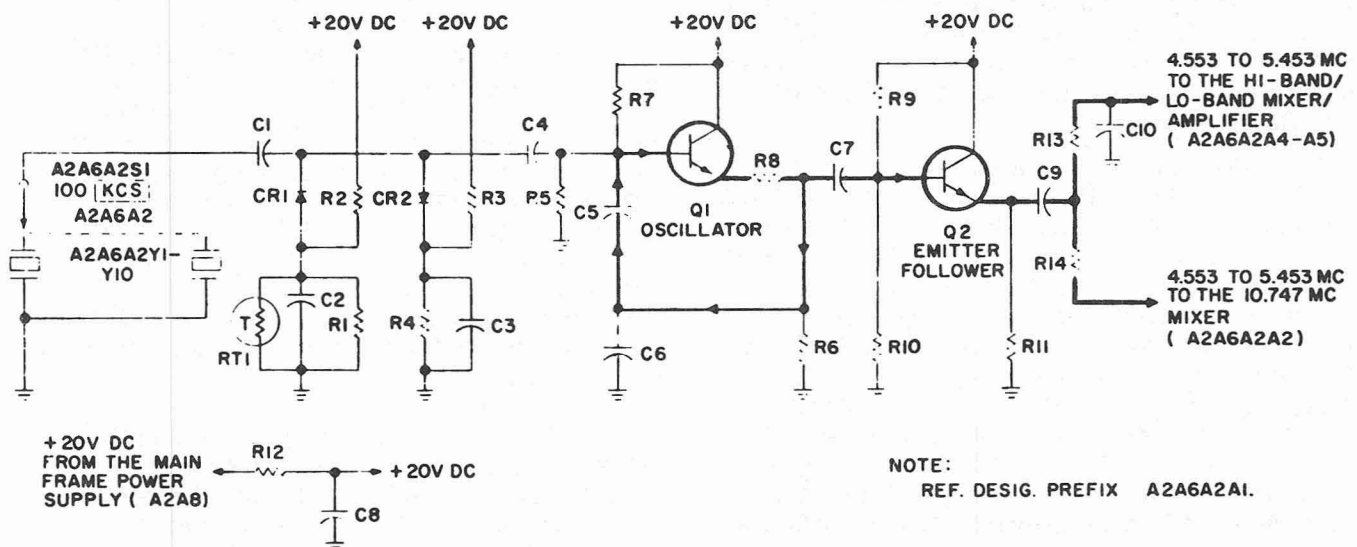 +20V DC
+20V DC
+20V DC
+20V DC
4.553 TO 5.453 MC
TO THE HI-BAND/
LO-BAND MIXER/
AMPLIFIER
(A2A6A2A4-A5)
R7
R9
C1
C4
R13
C10
A2A6A2S1
100 KCS
A2A6A2
CR1
R2
CR2
R3
R5
C5
R8
C7
C9
Q1
OSCILLATOR
Q2
EMITTER
FOLLOWER
A2A6A2Y1-
Y10
R14
T
RT1
C2
R1
R4
C3
C6
R6
R10
R11
4.553 TO 5.453 MC
TO THE 10.747 MC
MIXER
(A2A6A2A2)
+20V DC
FROM THE MAIN
FRAME POWER
SUPPLY (A2A8)
R12
+20V DC
C8
NOTE:
REF. DESIG. PREFIX A2A6A2A1.